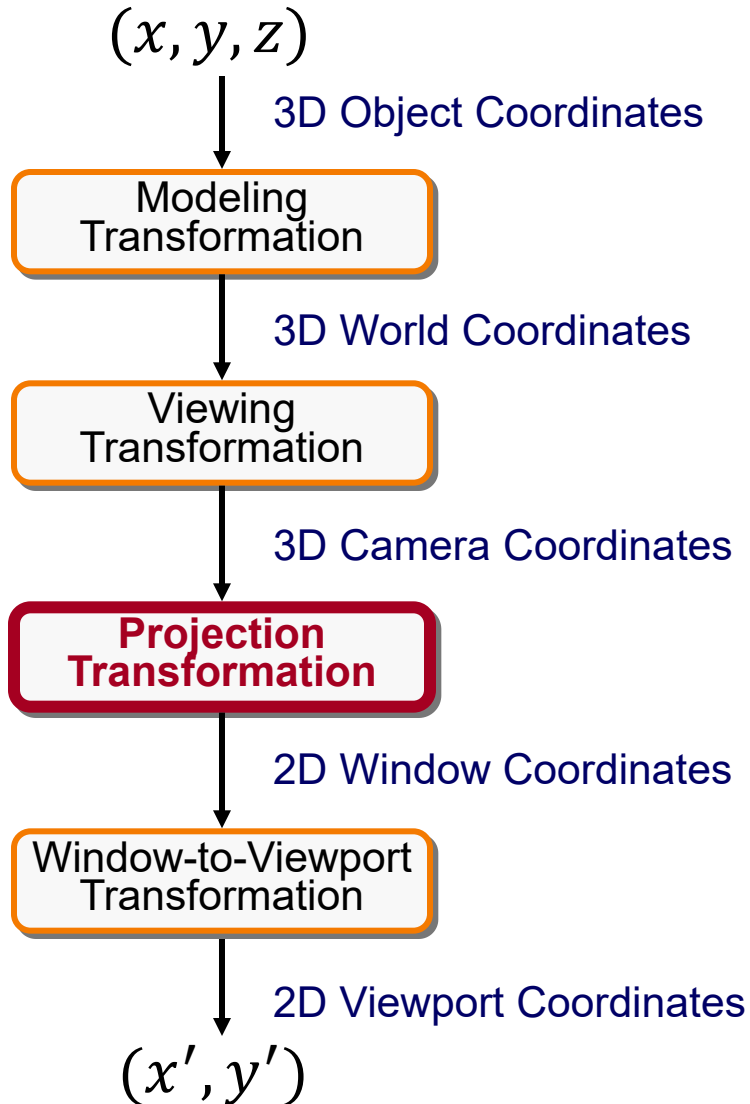 (x, y, z)
3D Object Coordinates
Modeling
Transformation
3D World Coordinates
Viewing
Transformation
3D Camera Coordinates
Projection
Transformation
2D Window Coordinates
Window-to-Viewport
Transformation
2D Viewport Coordinates
(x′, y′)